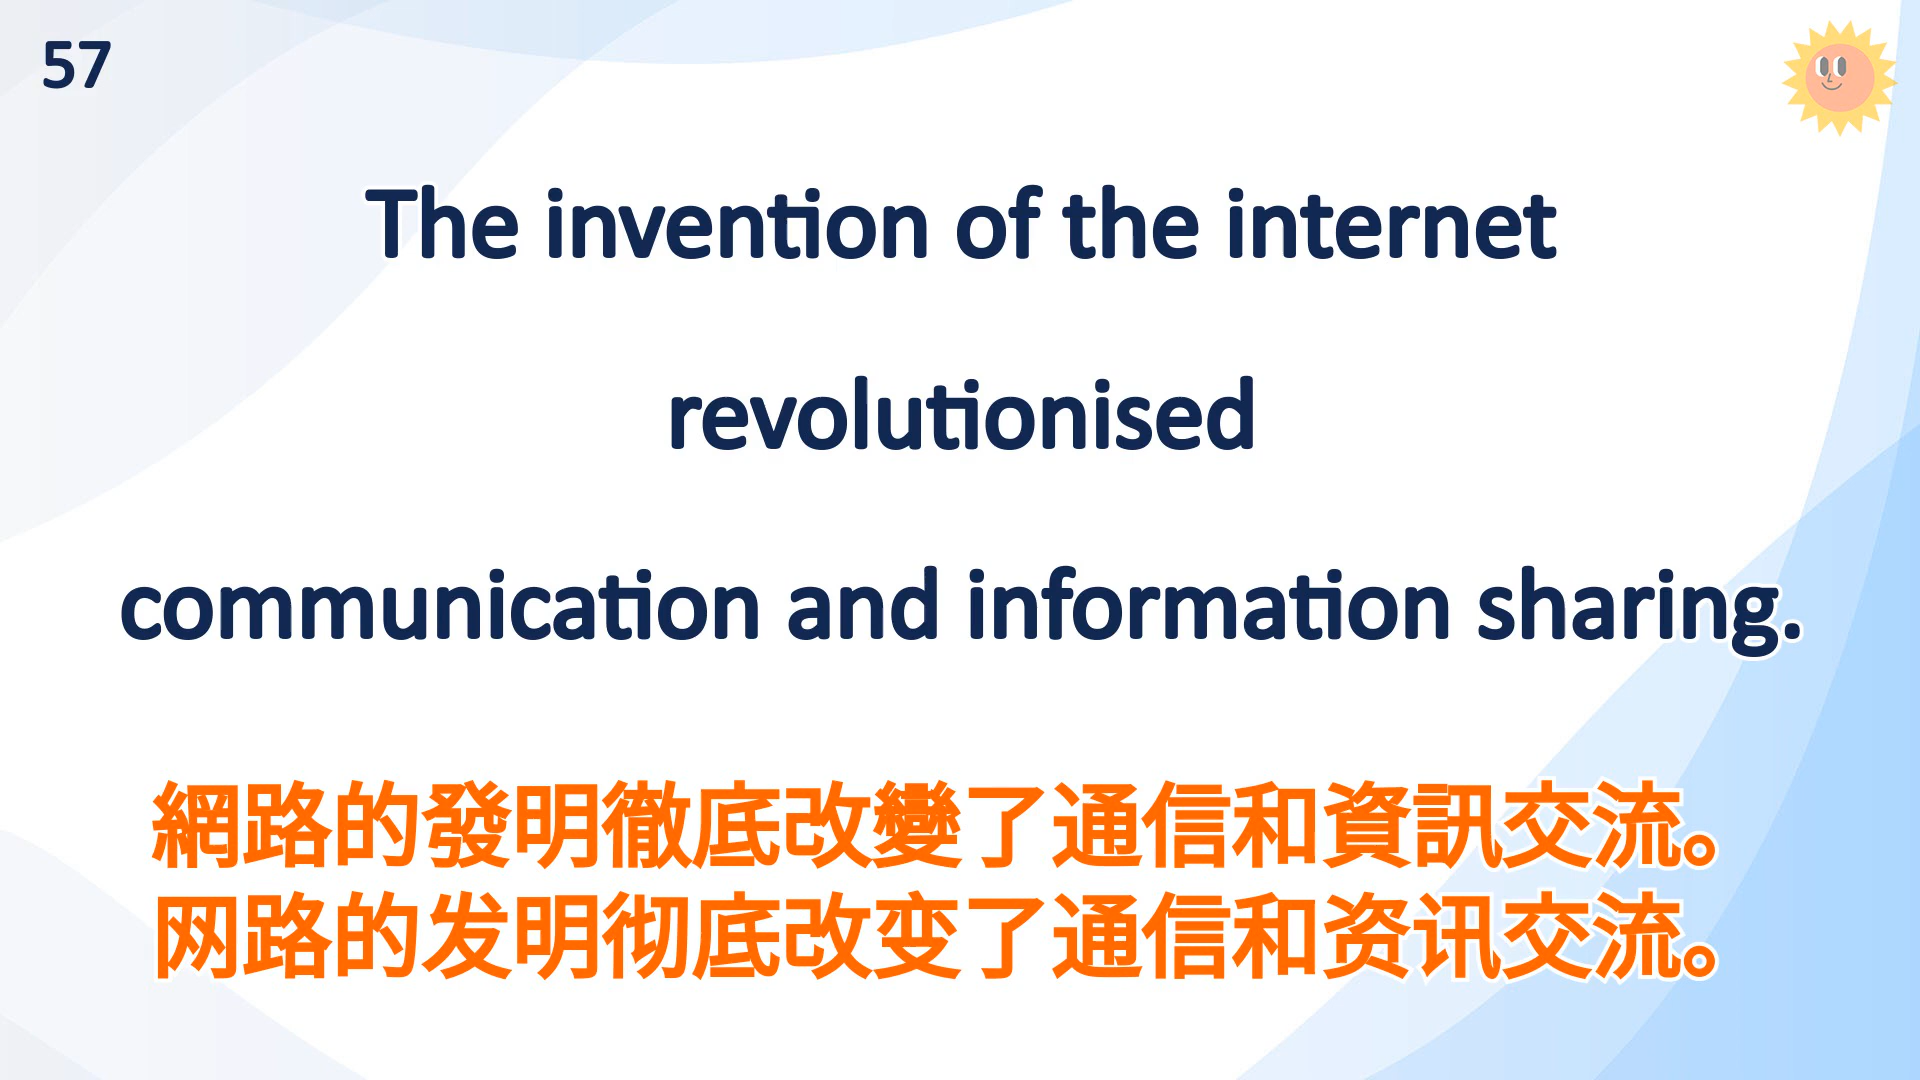 57
The invention of the internet
revolutionised
communication and information sharing.
網路的發明徹底改變了通信和資訊交流。
网路的发明彻底改变了通信和资讯交流。